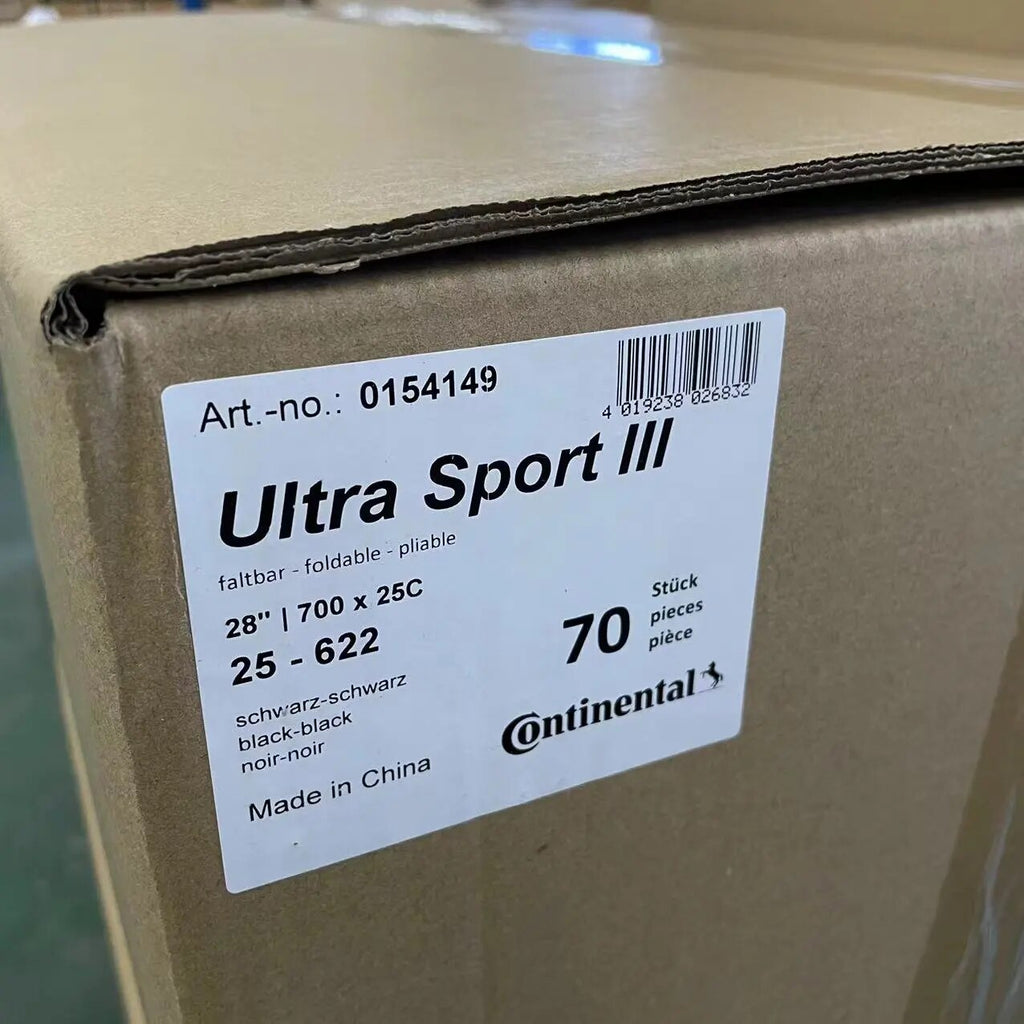 Art.-no.: 0154149
4 019238 026832
Ultra Sport III
faltbar - foldable - pliable
28" | 700 x 25C
25 - 622
70
Stück
pieces
pièce
schwarz-schwarz
black-black
noir-noir
Continental
Made in China